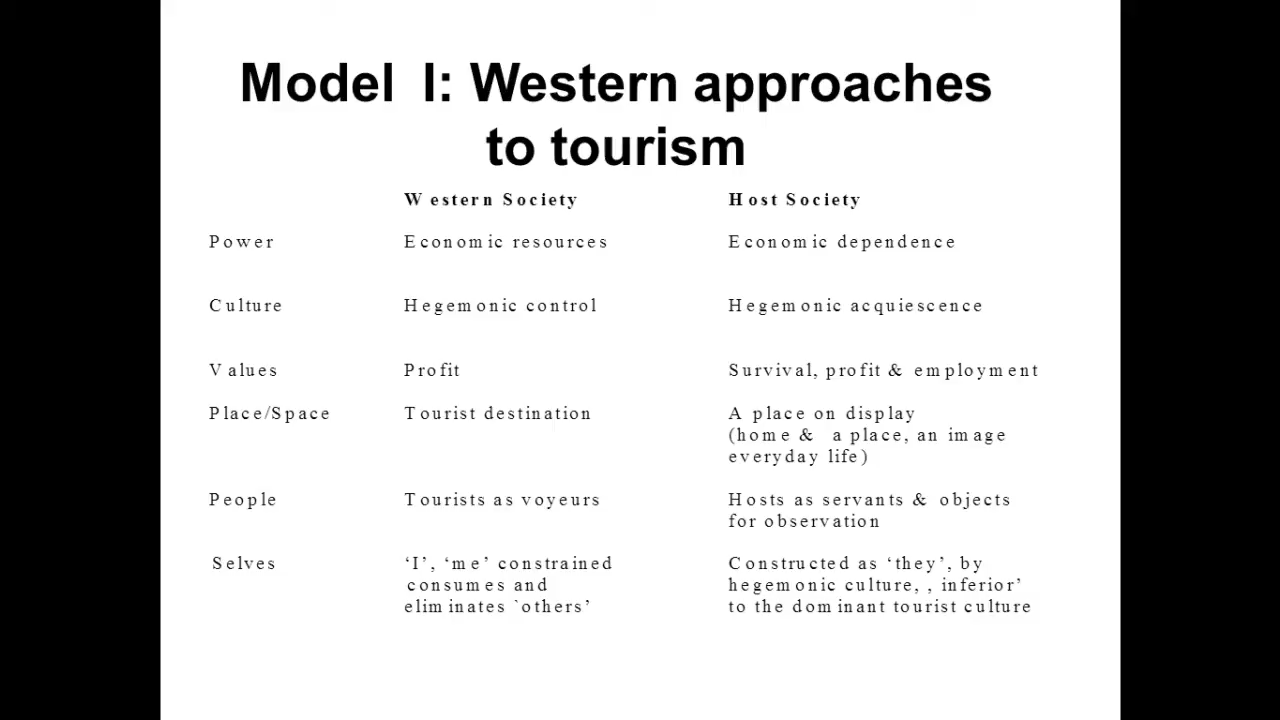 Model I: Western approaches
to tourism
Western Society Host Society
Power Economic resources Economic dependence
Culture Hegemonic control Hegemonic acquiescence
Values Profit Survival, profit & employment
Place/Space Tourist destination A place on display
(home & a place, an image
everyday life)
People Tourists as voyeurs Hosts as servants & objects
for observation
Selves ‘I’, ‘me’ constrained Constructed as ‘they’, by
consumes and hegemonic culture, , inferior’
eliminates `others’ to the dominant tourist culture